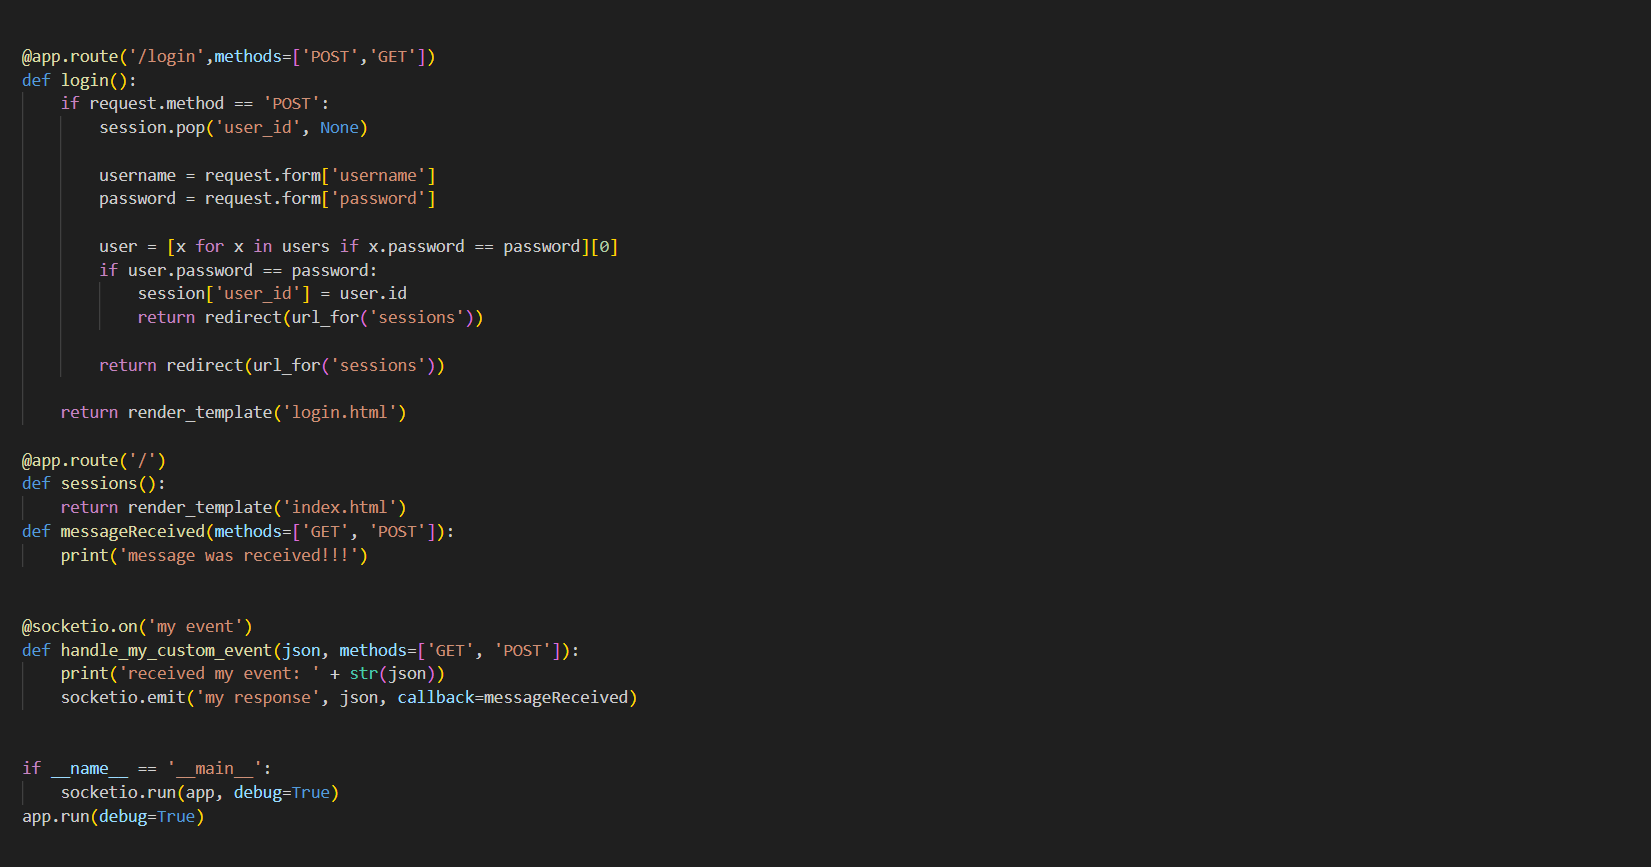 @app.route('/login',methods=['POST','GET'])
def login():
    if request.method == 'POST':
        session.pop('user_id', None)
        username = request.form['username']
        password = request.form['password']
        user = [x for x in users if x.password == password][0]
        if user.password == password:
            session['user_id'] = user.id
            return redirect(url_for('sessions'))
        return redirect(url_for('sessions'))
    return render_template('login.html')
@app.route('/')
def sessions():
    return render_template('index.html')
def messageReceived(methods=['GET', 'POST']):
    print('message was received!!!')
@socketio.on('my event')
def handle_my_custom_event(json, methods=['GET', 'POST']):
    print('received my event: ' + str(json))
    socketio.emit('my response', json, callback=messageReceived)
if __name__ == '__main__':
    socketio.run(app, debug=True)
app.run(debug=True)